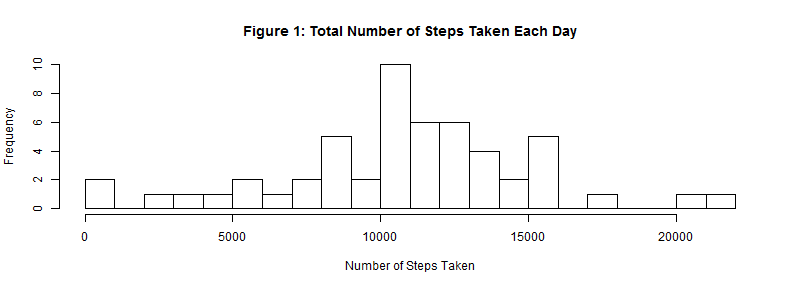 Figure 1: Total Number of Steps Taken Each Day
Frequency
10
8
6
4
2
0
0 5000 10000 15000 20000
Number of Steps Taken